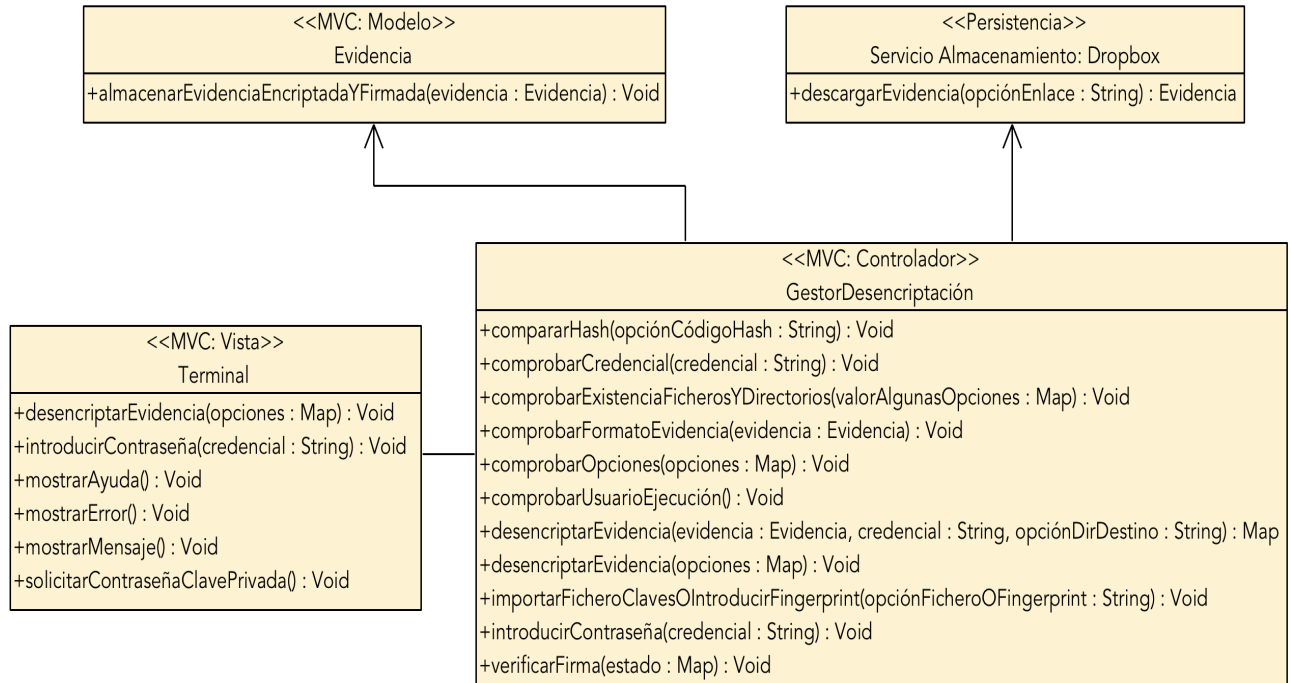 <<MVC: Modelo>>
Evidencia
+almacenarEvidenciaEncriptadaYFirmada(evidencia : Evidencia) : Void
<<Persistencia>>
Servicio Almacenamiento: Dropbox
+descargarEvidencia(opciónEnlace : String) : Evidencia
<<MVC: Vista>>
Terminal
+desencriptarEvidencia(opciones : Map) : Void
+introducirContraseña(credencial : String) : Void
+mostrarAyuda() : Void
+mostrarError() : Void
+mostrarMensaje() : Void
+solicitarContraseñaClavePrivada() : Void
<<MVC: Controlador>>
GestorDesencriptación
+compararHash(opciónCódigoHash : String) : Void
+comprobarCredencial(credencial : String) : Void
+comprobarExistenciaFicherosYDirectorios(valorAlgunasOpciones : Map) : Void
+comprobarFormatoEvidencia(evidencia : Evidencia) : Void
+comprobarOpciones(opciones : Map) : Void
+comprobarUsuarioEjecución() : Void
+desencriptarEvidencia(evidencia : Evidencia, credencial : String, opciónDirDestino : String) : Map
+desencriptarEvidencia(opciones : Map) : Void
+importarFicheroClavesOIntroducirFingerprint(opciónFicheroOFingerprint : String) : Void
+introducirContraseña(credencial : String) : Void
+verificarFirma(estado : Map) : Void